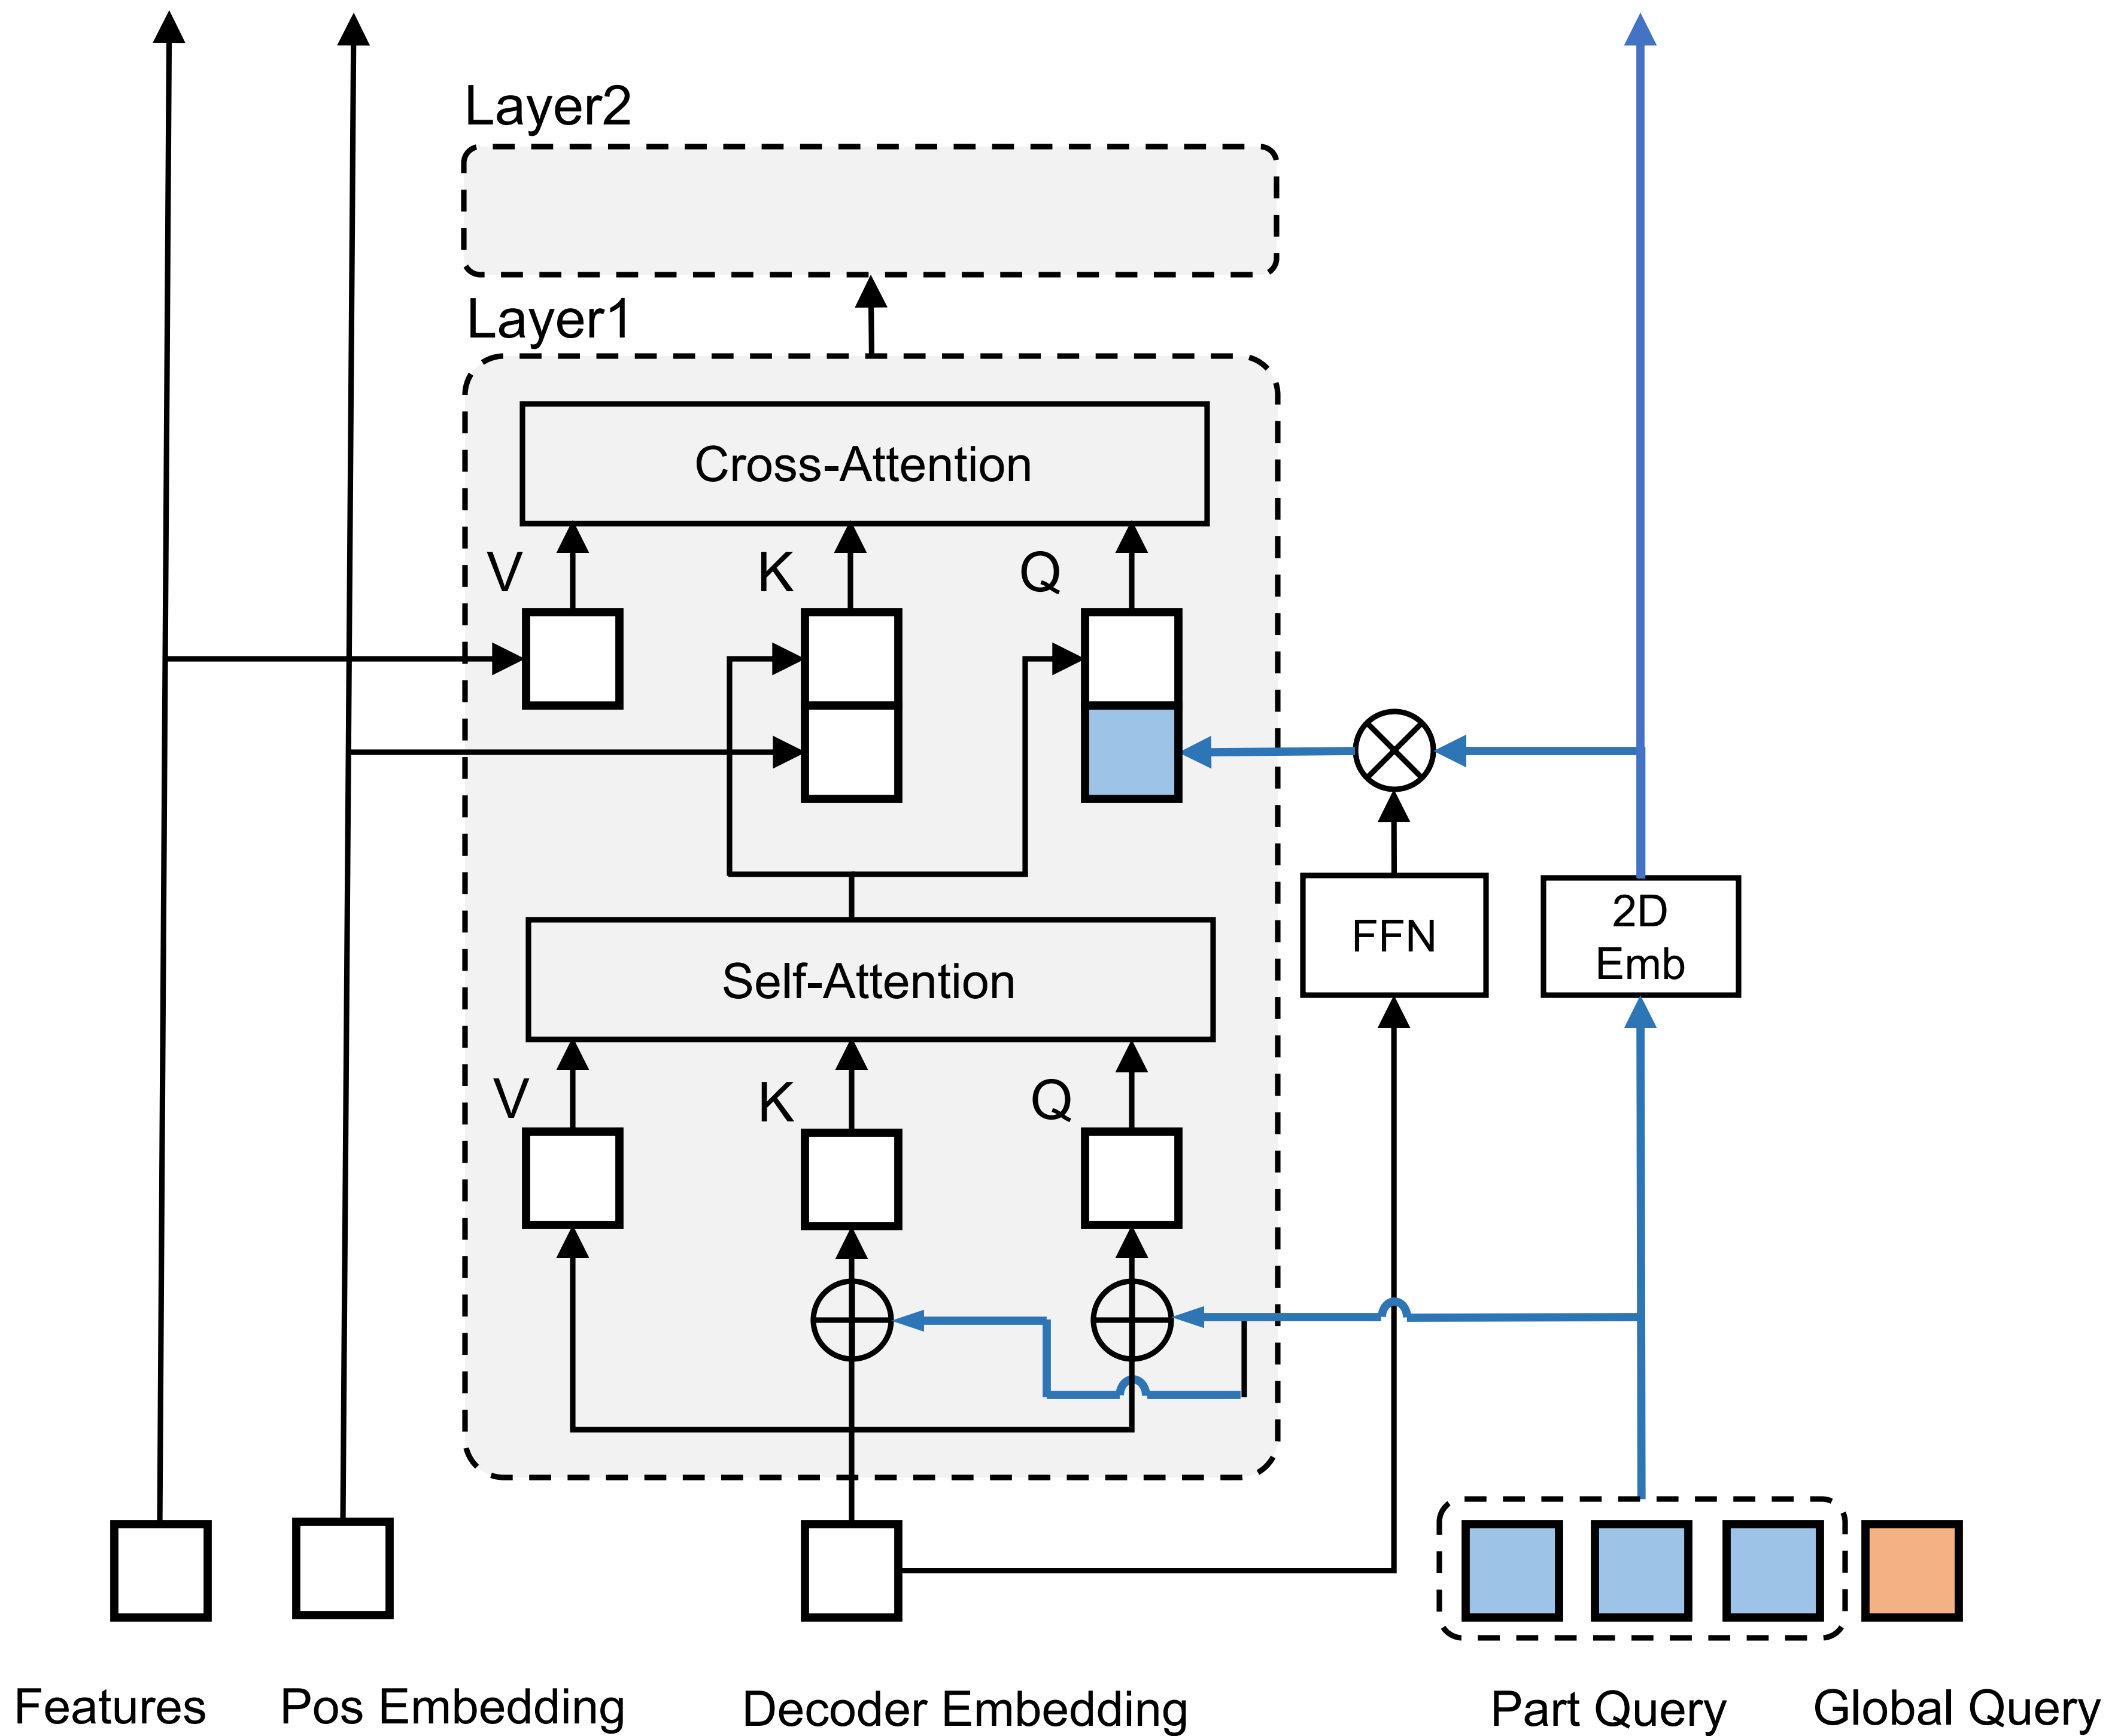 Layer2
Layer1
Cross-Attention
V
K
Q
Self-Attention
FFN
2D
Emb
V
K
Q
Features
Pos Embedding
Decoder Embedding
Part Query
Global Query